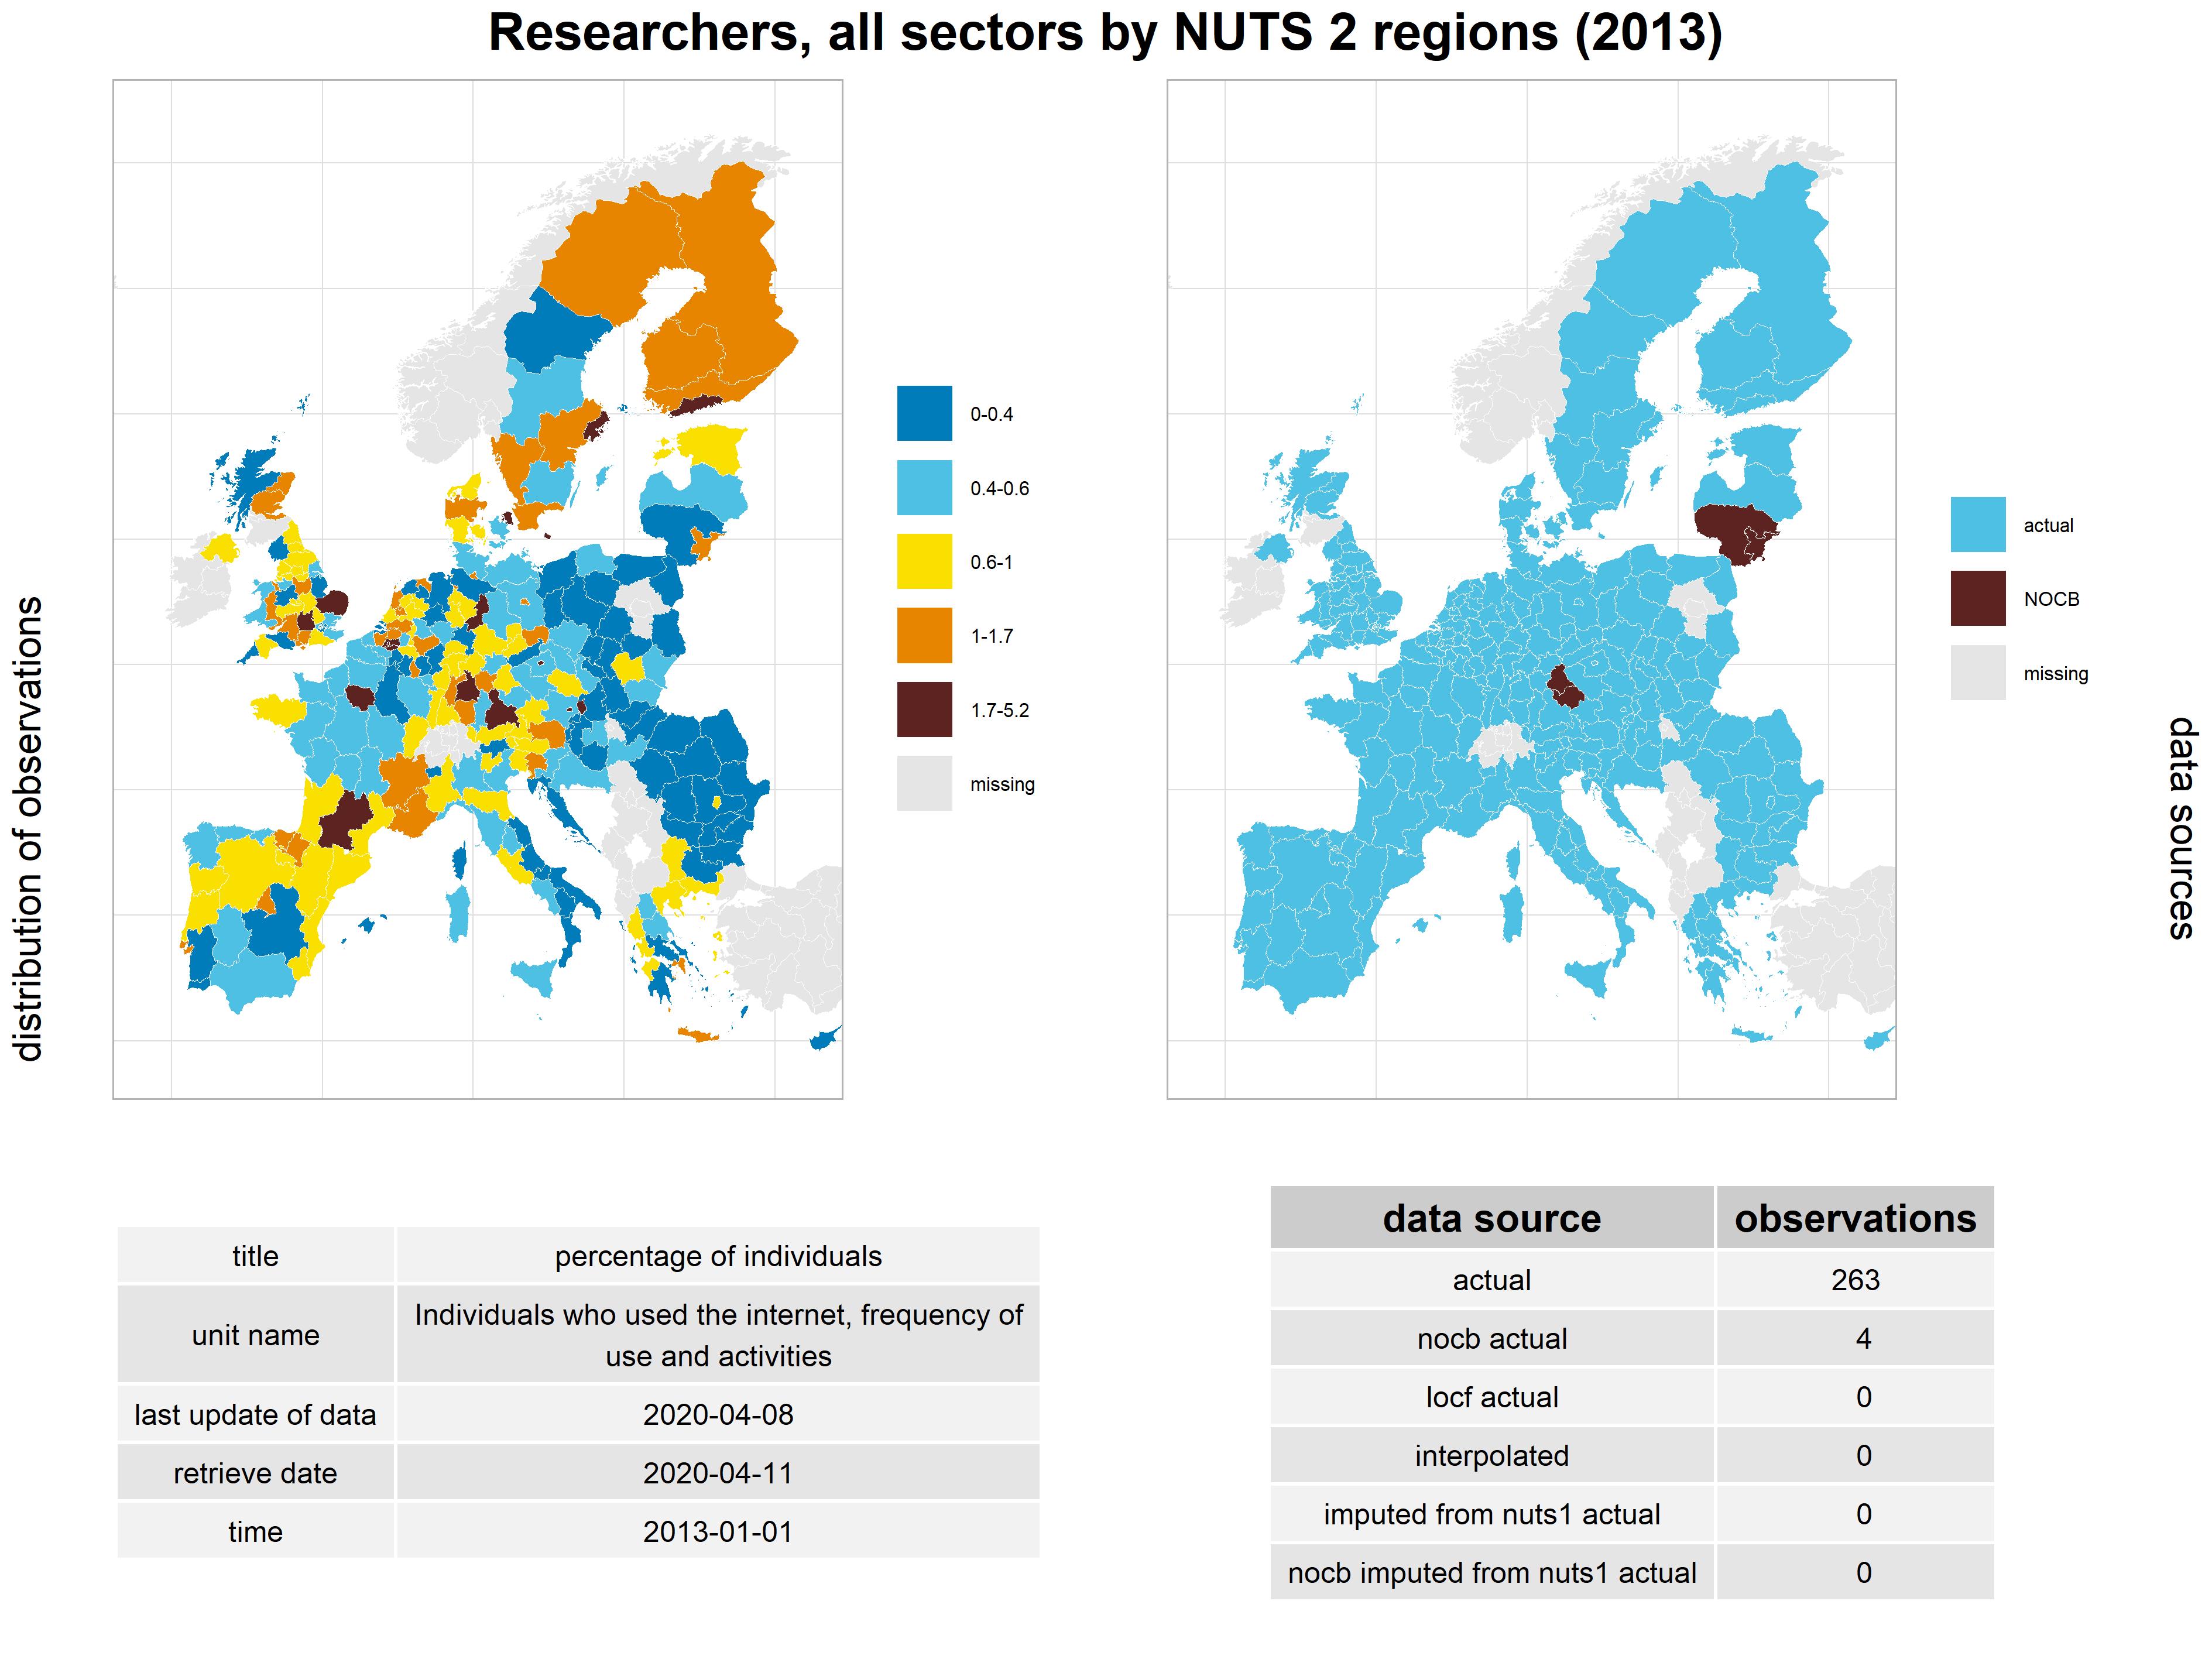 Researchers, all sectors by NUTS 2 regions (2013)
distribution of observations
0-0.4
0.4-0.6
0.6-1
1-1.7
1.7-5.2
missing
actual
NOCB
missing
data sources
title percentage of individuals
unit name Individuals who used the internet, frequency of
use and activities
last update of data 2020-04-08
retrieve date 2020-04-11
time 2013-01-01
data source observations
actual 263
nocb actual 4
locf actual 0
interpolated 0
imputed from nuts1 actual 0
nocb imputed from nuts1 actual 0